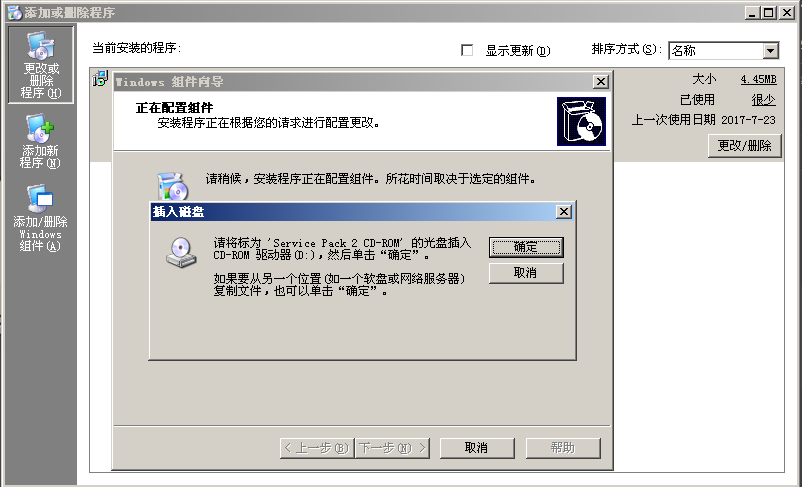 添加或删除程序
更改或
删除
程序(H)
添加新
程序(N)
添加/删除
Windows
组件(A)
当前安装的程序:
显示更新(D)
排序方式(S):
名称
大小
4.45MB
已使用
很少
上一次使用日期
2017-7-23
更改/删除
Windows 组件向导
正在配置组件
安装程序正在根据您的请求进行配置更改。
请稍候，安装程序正在配置组件。所花时间取决于选定的组件。
插入磁盘
请将标为 'Service Pack 2 CD-ROM' 的光盘插入
CD-ROM 驱动器(D:)，然后单击“确定”。
如果要从另一个位置(如一个软盘或网络服务器)
复制文件，也可以单击“确定”。
确定
取消
< 上一步(B)
下一步(N) >
取消
帮助